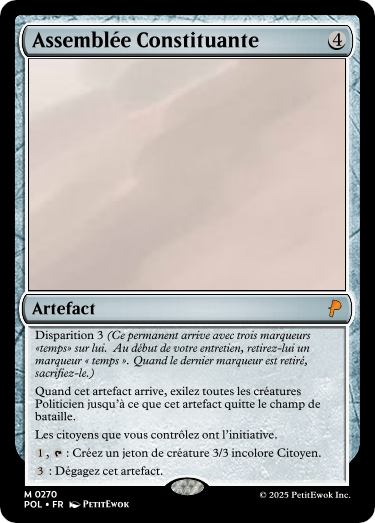 Assemblée Constituante 4
Artefact
Disparition 3 (Ce permanent arrive avec trois marqueurs
«temps» sur lui. Au début de votre entretien, retirez-lui un
marqueur « temps ». Quand le dernier marqueur est retiré,
sacrifiez-le.)
Quand cet artefact arrive, exilez toutes les créatures
Politicien jusqu'à ce que cet artefact quitte le champ de
bataille.
Les citoyens que vous contrôlez ont l'initiative.
1 , : Créez un jeton de créature 3/3 incolore Citoyen.
3 : Dégagez cet artefact.
M 0270
POL • FR PetitEwok
© 2025 PetitEwok Inc.